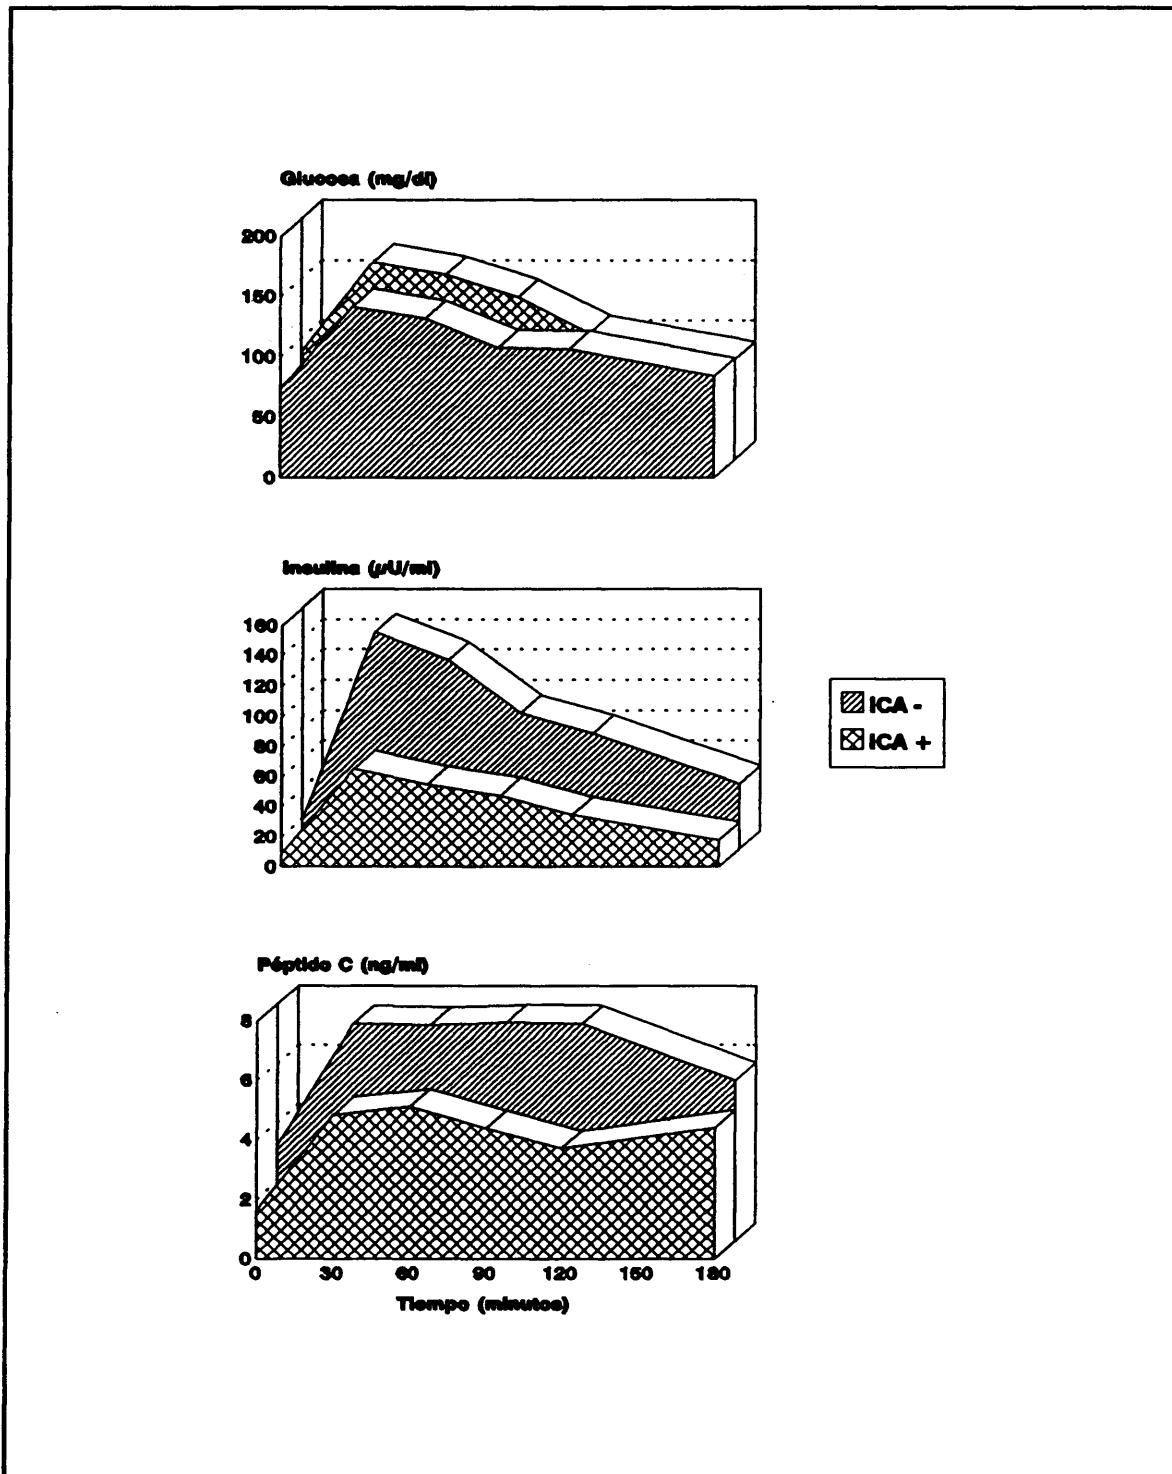 Glucosa (mg/dl)
200
150
100
50
0
Insulina (µU/ml)
160
140
120
100
80
60
40
20
0
ICA -
ICA +
Péptido C (ng/ml)
8
6
4
2
0
0 30 60 90 120 150 180
Tiempo (minutos)